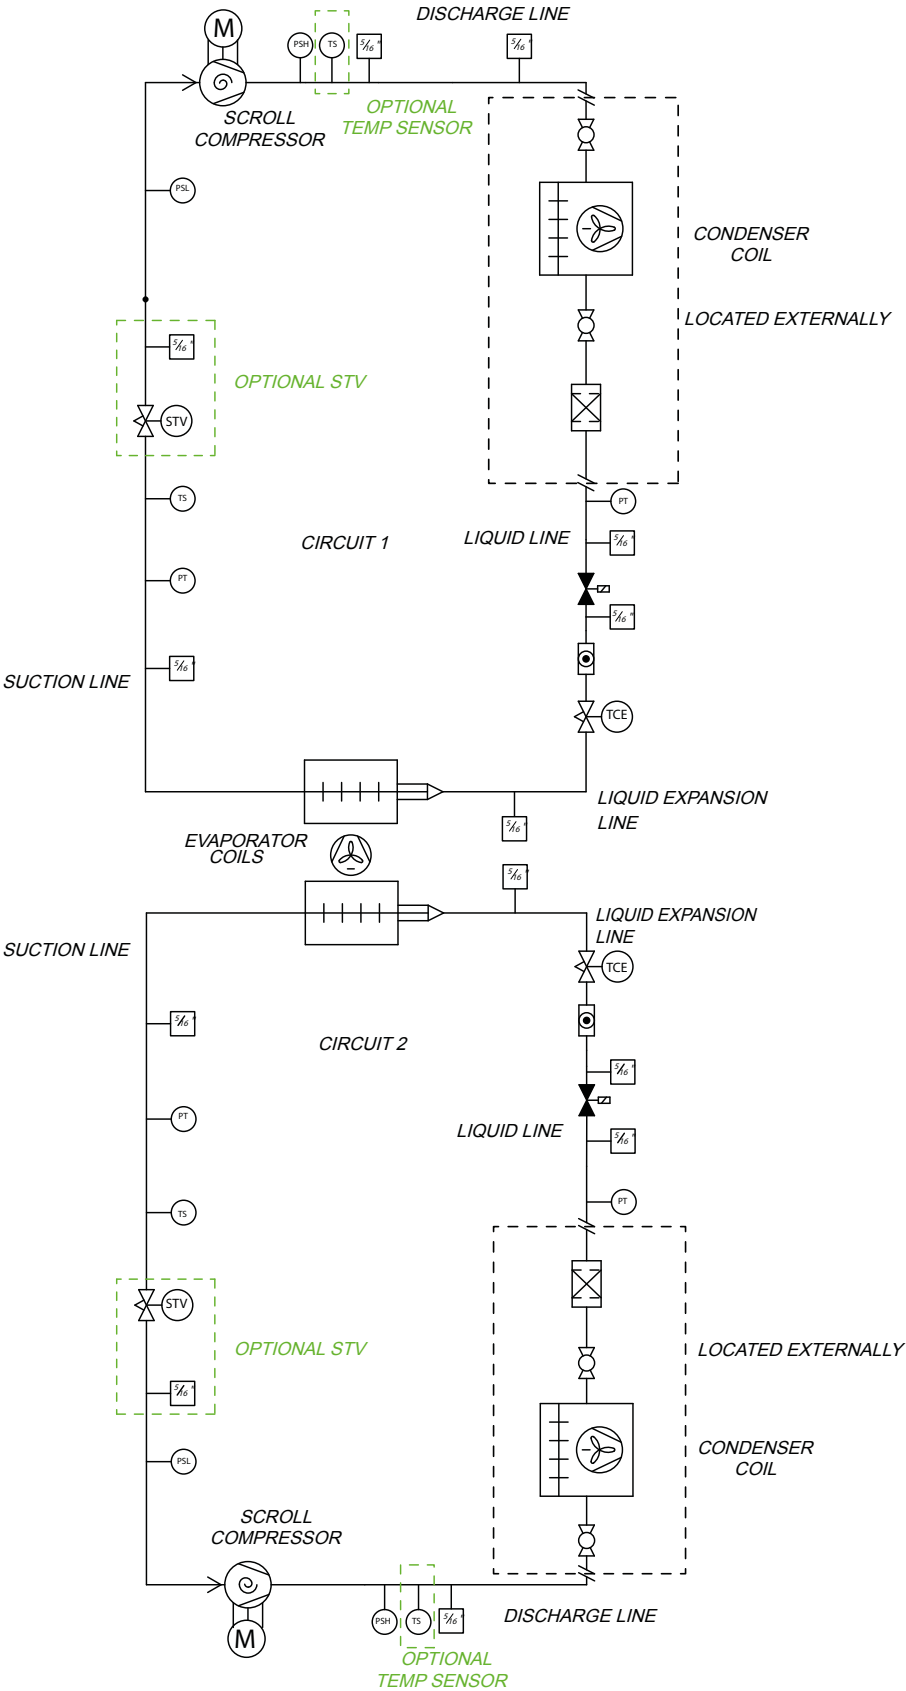 DISCHARGE LINE
M
PSH
TS
5/16"
5/16"
OPTIONAL
TEMP SENSOR
SCROLL
COMPRESSOR
PSL
CONDENSER
COIL
LOCATED EXTERNALLY
5/16"
OPTIONAL STV
STV
TS
PT
CIRCUIT 1
LIQUID LINE
5/16"
PT
5/16"
5/16"
SUCTION LINE
TCE
LIQUID EXPANSION
LINE
5/16"
EVAPORATOR
COILS
5/16"
LIQUID EXPANSION
LINE
SUCTION LINE
TCE
5/16"
CIRCUIT 2
5/16"
PT
LIQUID LINE
5/16"
PT
TS
STV
OPTIONAL STV
LOCATED EXTERNALLY
5/16"
CONDENSER
COIL
PSL
SCROLL
COMPRESSOR
M
PSH
TS
5/16"
DISCHARGE LINE
OPTIONAL
TEMP SENSOR